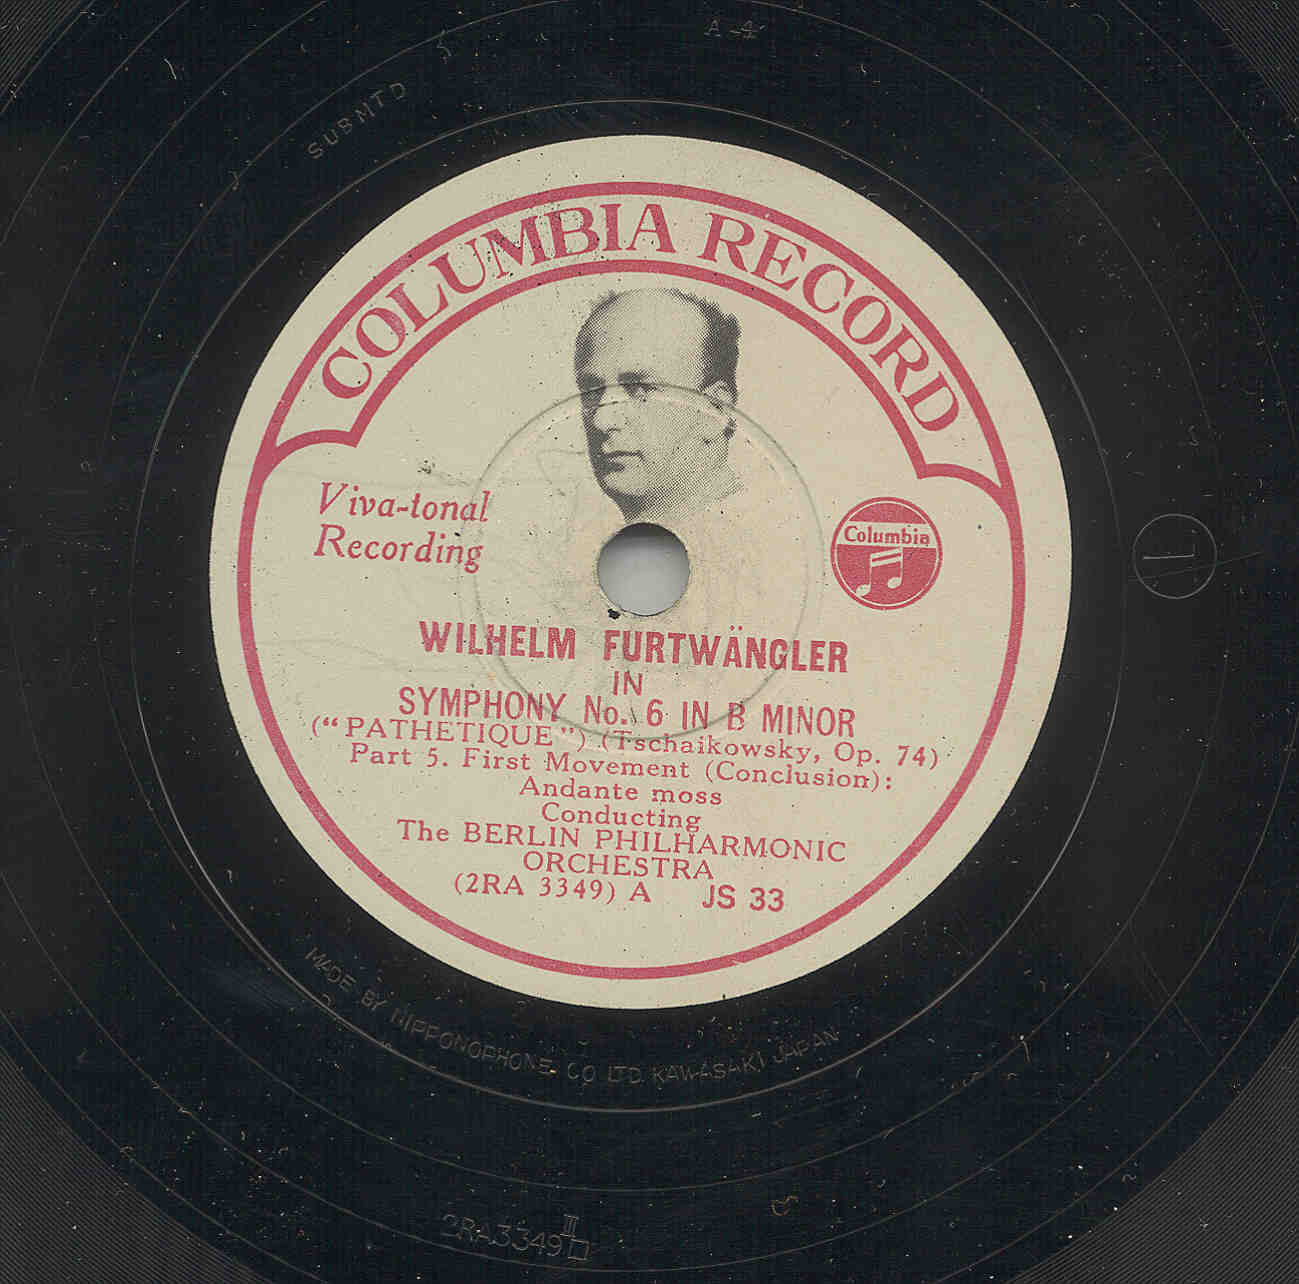 A-4
SUBMTD
COLUMBIA RECORD
Viva-tonal
Recording
Columbia
WILHELM FURTWÄNGLER
IN
SYMPHONY No. 6 IN B MINOR
("PATHETIQUE") (Tschaikowsky, Op. 74)
Part 5. First Movement (Conclusion):
Andante moss
Conducting
The BERLIN PHILHARMONIC
ORCHESTRA
(2RA 3349) A JS 33
MADE BY NIPPONOPHONE CO LTD KAWASAKI JAPAN
2RA3349 III